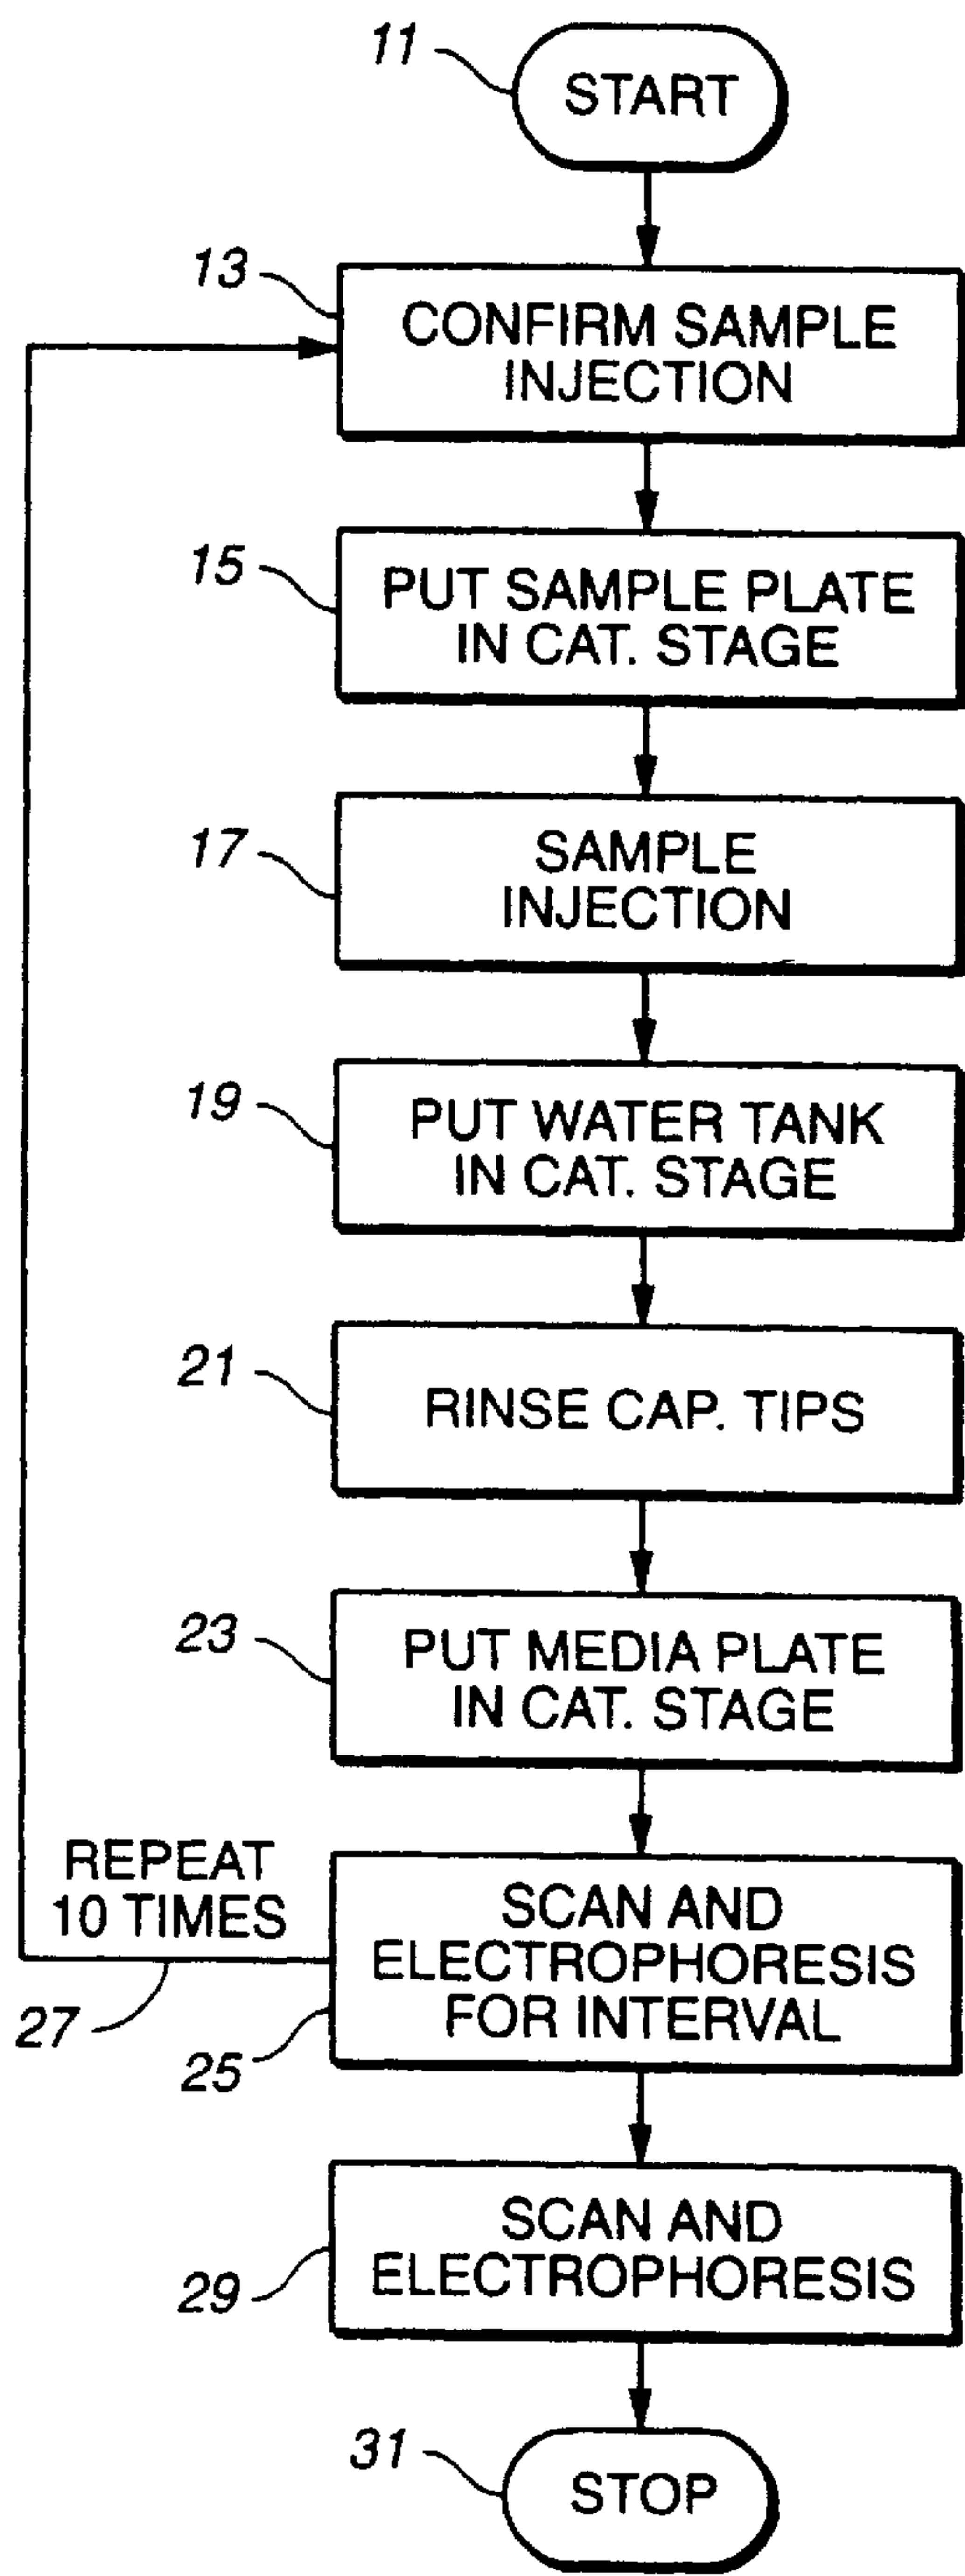 11
START
13
CONFIRM SAMPLE
INJECTION
15
PUT SAMPLE PLATE
IN CAT. STAGE
17
SAMPLE
INJECTION
19
PUT WATER TANK
IN CAT. STAGE
21
RINSE CAP. TIPS
23
PUT MEDIA PLATE
IN CAT. STAGE
REPEAT
10 TIMES
27
SCAN AND
ELECTROPHORESIS
FOR INTERVAL
25
SCAN AND
ELECTROPHORESIS
29
31
STOP